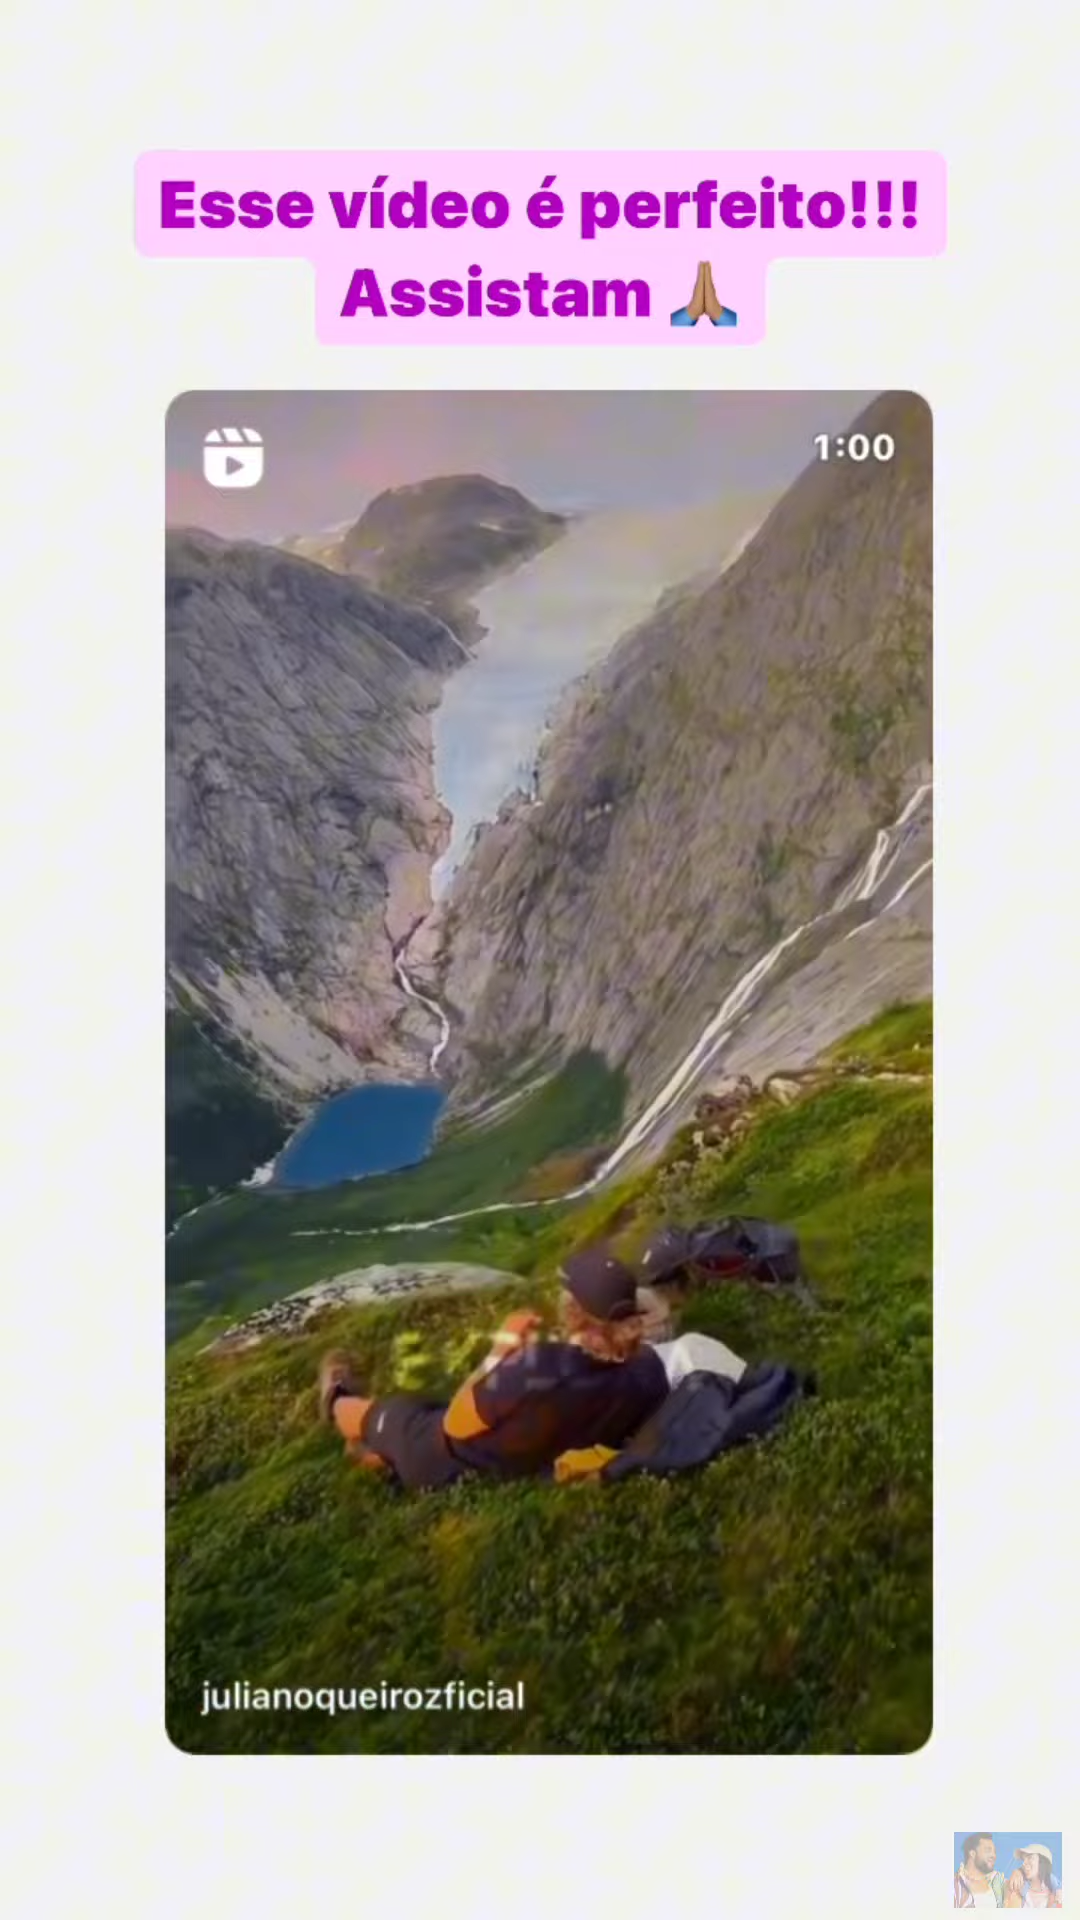 Esse vídeo é perfeito!!!
Assistam 🙏🏽
1:00
julianoqueirozficial